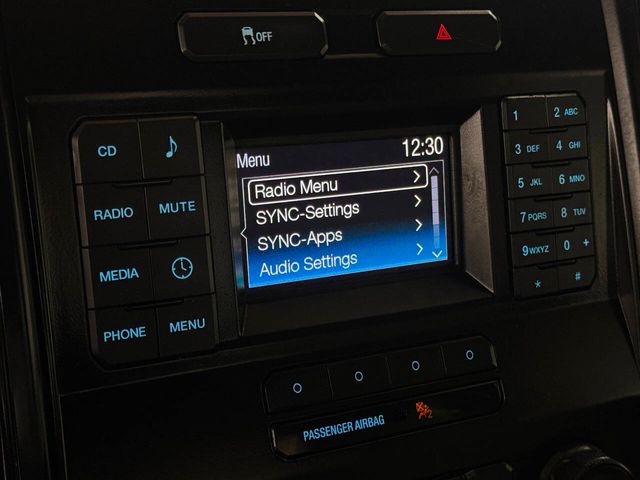 OFF
Menu 12:30
Radio Menu
SYNC-Settings
SYNC-Apps
Audio Settings
CD
RADIO MUTE
MEDIA
PHONE MENU
1 2 ABC
3 DEF 4 GHI
5 JKL 6 MNO
7 PQRS 8 TUV
9 WXYZ 0 +
* #
PASSENGER AIRBAG 2